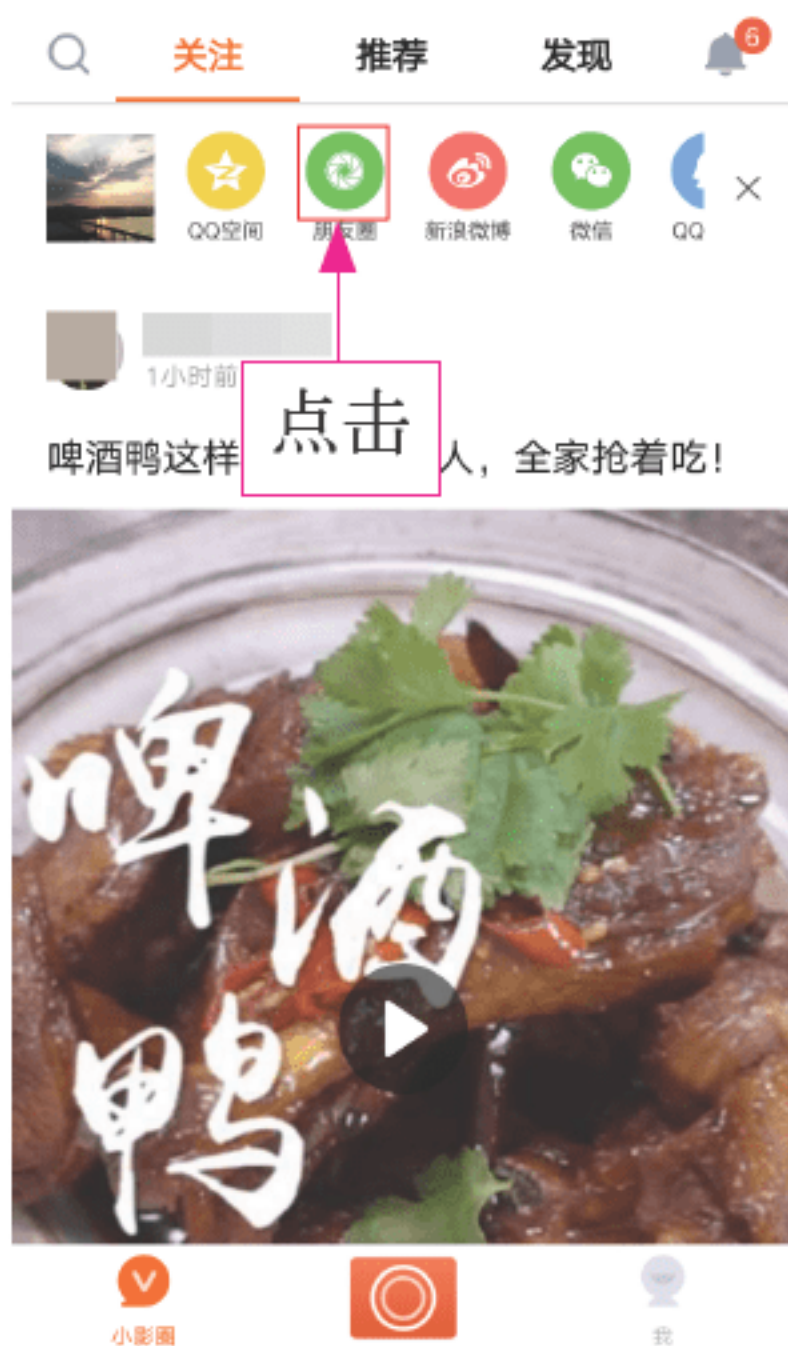 关注 推荐 发现 6
QQ空间 朋友圈 新浪微博 微信 QQ
1小时前
点击
啤酒鸭这样
人，全家抢着吃！
啤酒鸭
小影圈 我